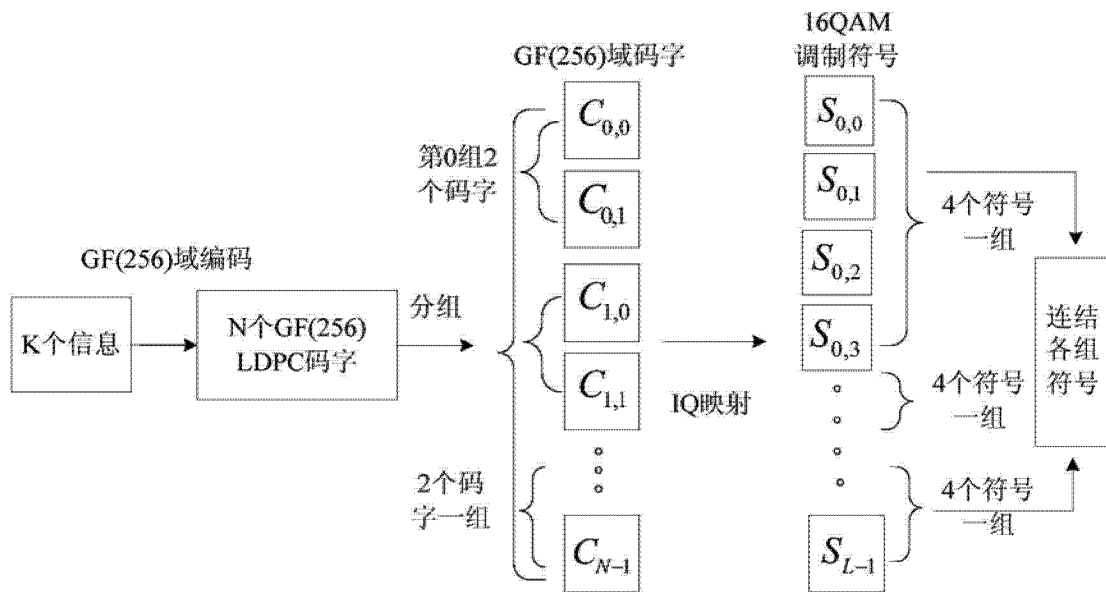 GF(256)域编码
K个信息
N个GF(256)
LDPC码字
分组
GF(256)域码字
第0组2
个码字
2个码
字一组
C0,0
C0,1
C1,0
C1,1
CN-1
IQ映射
16QAM
调制符号
S0,0
S0,1
S0,2
S0,3
SL-1
4个符号
一组
4个符号
一组
4个符号
一组
连结
各组
符号